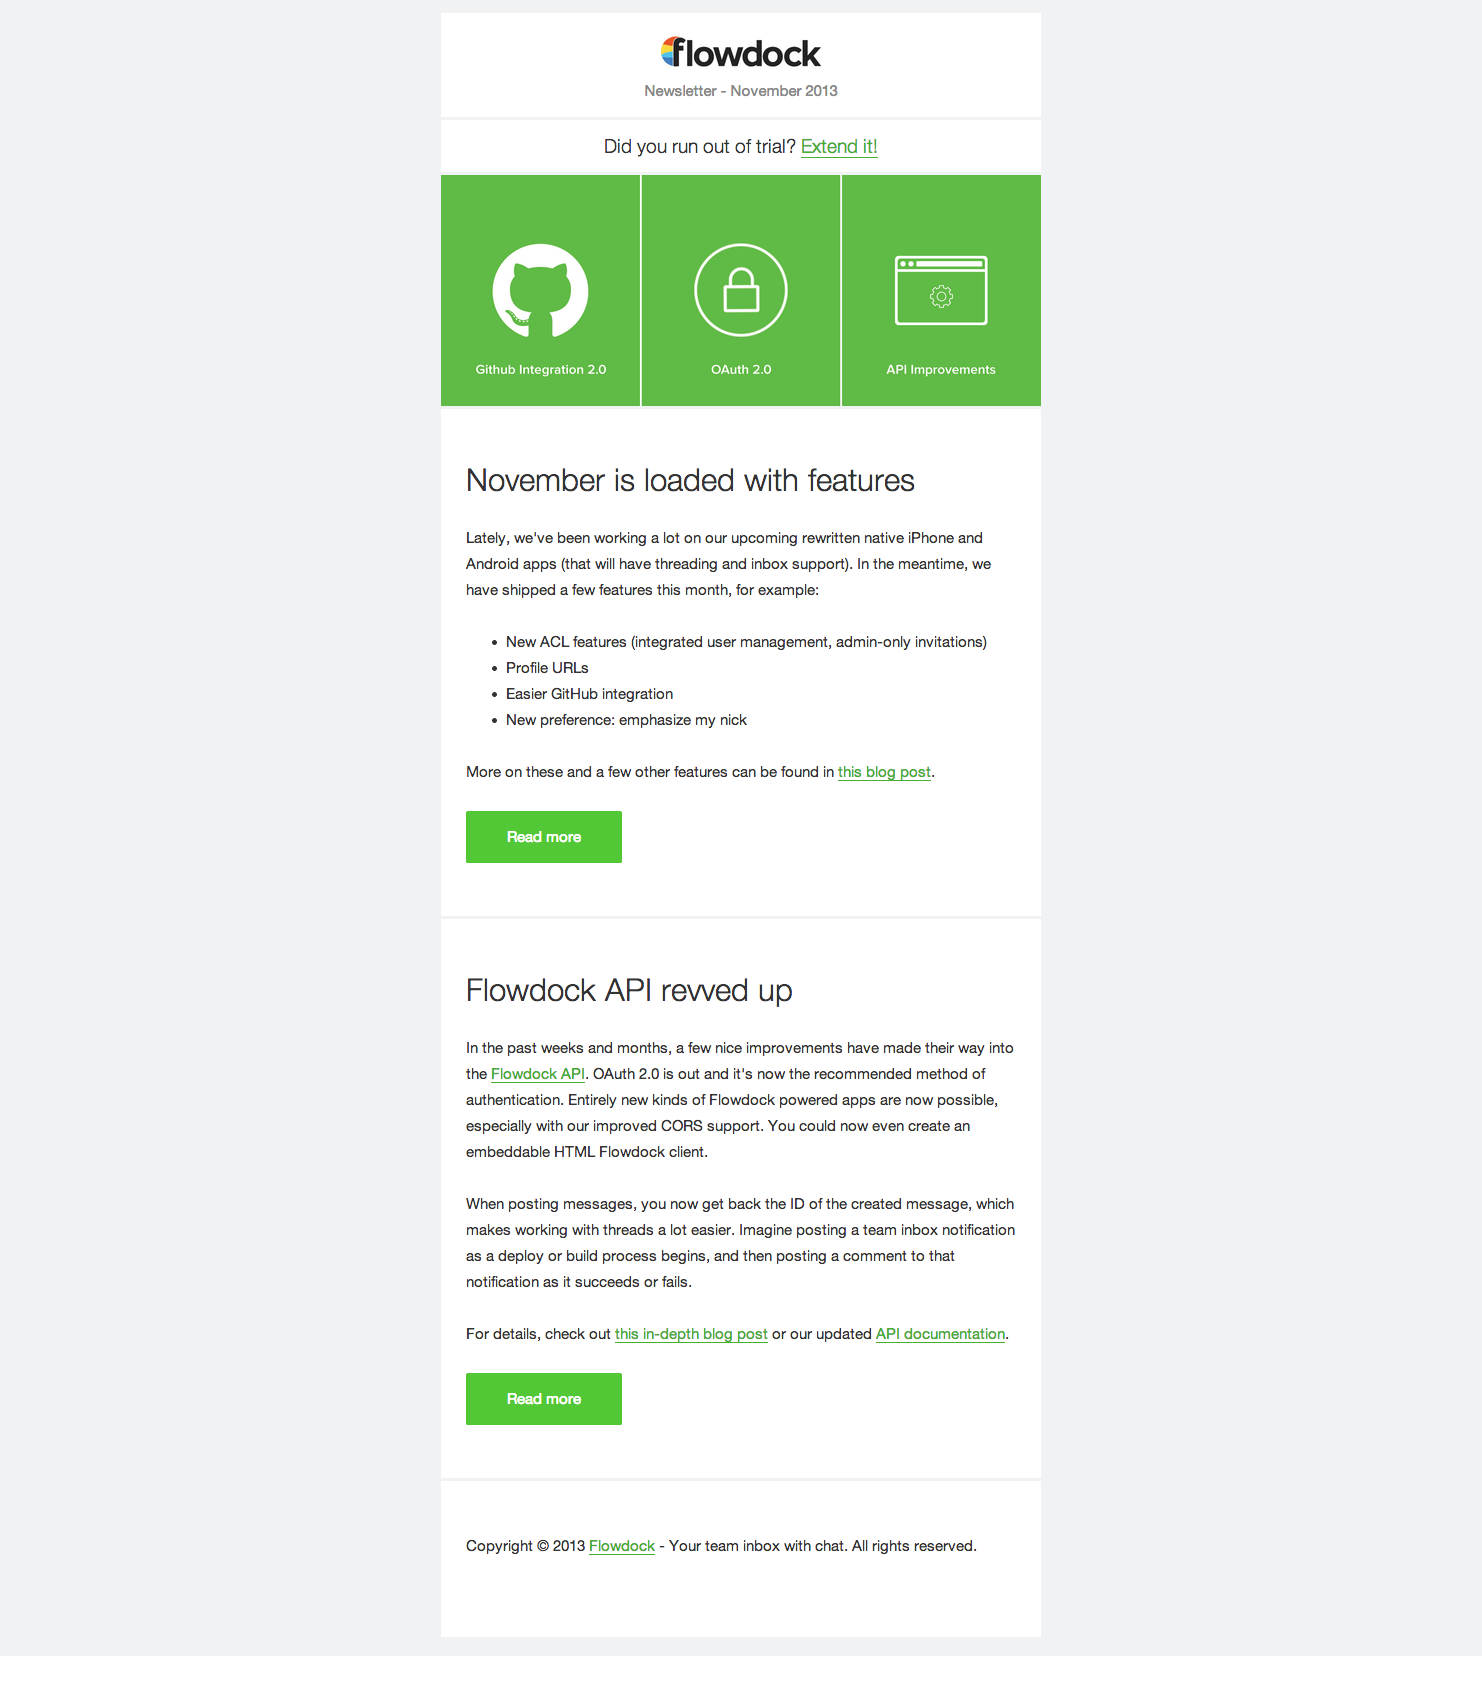 flowdock
Newsletter - November 2013
Did you run out of trial? Extend it!
Github Integration 2.0
OAuth 2.0
API Improvements
November is loaded with features
Lately, we've been working a lot on our upcoming rewritten native iPhone and
Android apps (that will have threading and inbox support). In the meantime, we
have shipped a few features this month, for example:
• New ACL features (integrated user management, admin-only invitations)
• Profile URLs
• Easier GitHub integration
• New preference: emphasize my nick
More on these and a few other features can be found in this blog post.
Read more
Flowdock API revved up
In the past weeks and months, a few nice improvements have made their way into
the Flowdock API. OAuth 2.0 is out and it's now the recommended method of
authentication. Entirely new kinds of Flowdock powered apps are now possible,
especially with our improved CORS support. You could now even create an
embeddable HTML Flowdock client.
When posting messages, you now get back the ID of the created message, which
makes working with threads a lot easier. Imagine posting a team inbox notification
as a deploy or build process begins, and then posting a comment to that
notification as it succeeds or fails.
For details, check out this in-depth blog post or our updated API documentation.
Read more
Copyright © 2013 Flowdock - Your team inbox with chat. All rights reserved.